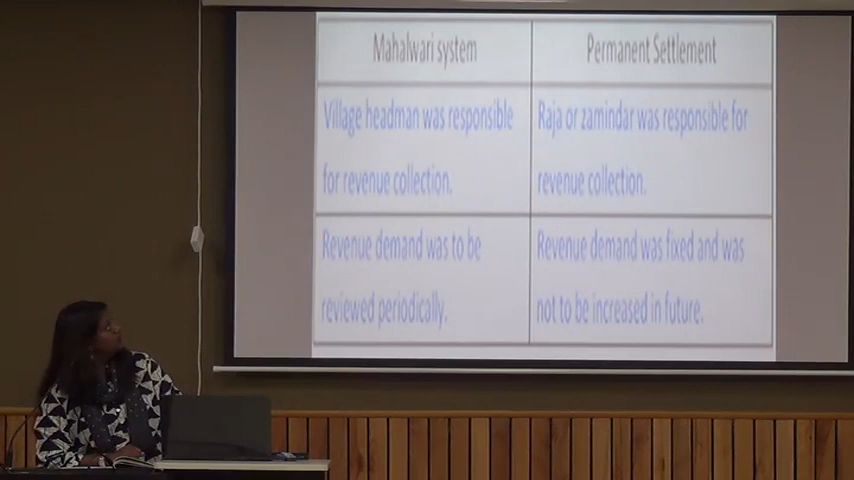 Mahalwari system
Permanent Settlement
Village headman was responsible
for revenue collection.
Raja or zamindar was responsible for
revenue collection.
Revenue demand was to be
reviewed periodically.
Revenue demand was fixed and was
not to be increased in future.